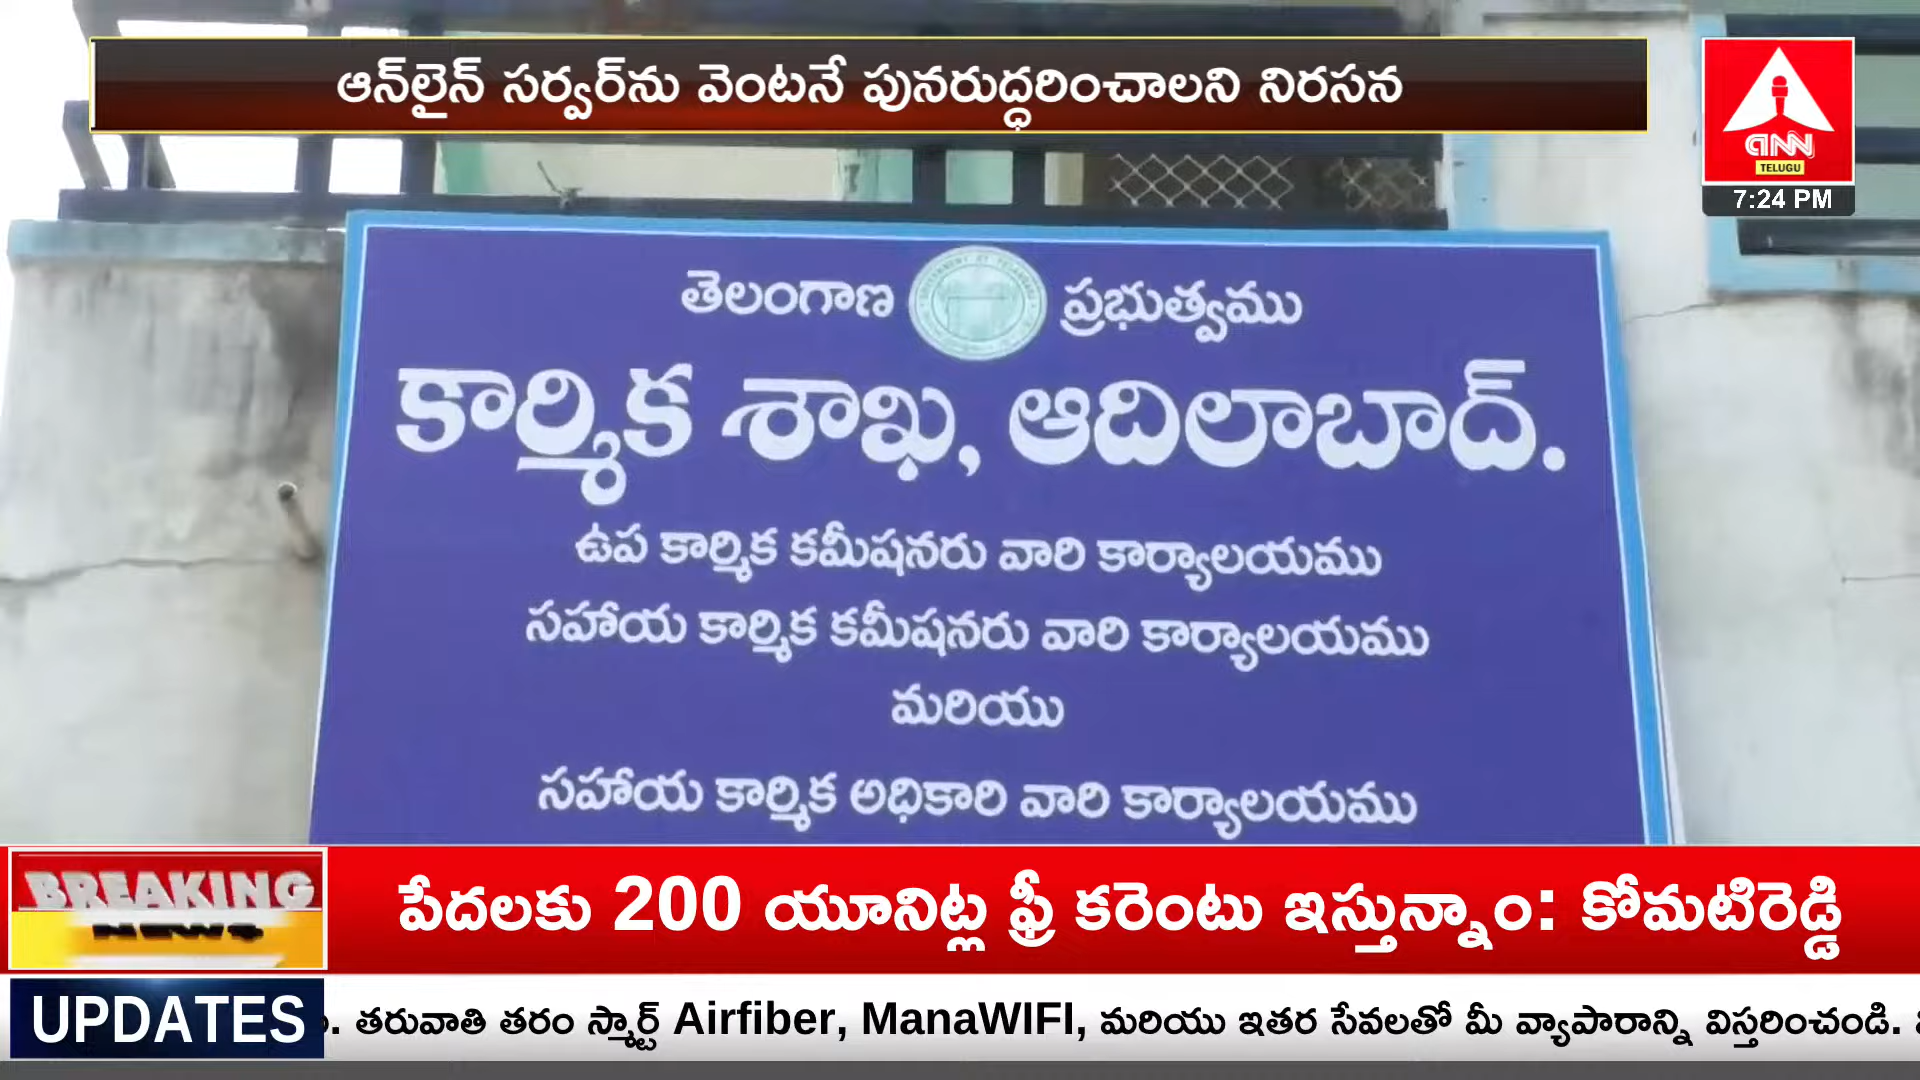 ఆన్‌లైన్ సర్వర్‌ను వెంటనే పునరుద్ధరించాలని నిరసన
ANN
TELUGU
7:24 PM
తెలంగాణ ప్రభుత్వము
కార్మిక శాఖ, ఆదిలాబాద్.
ఉప కార్మిక కమీషనరు వారి కార్యాలయము
సహాయ కార్మిక కమీషనరు వారి కార్యాలయము
మరియు
సహాయ కార్మిక అధికారి వారి కార్యాలయము
BREAKING
NEWS
పేదలకు 200 యూనిట్ల ఫ్రీ కరెంటు ఇస్తున్నాం: కోమటిరెడ్డి
UPDATES
. తరువాతి తరం స్మార్ట్ Airfiber, ManaWIFI, మరియు ఇతర సేవలతో మీ వ్యాపారాన్ని విస్తరించండి.